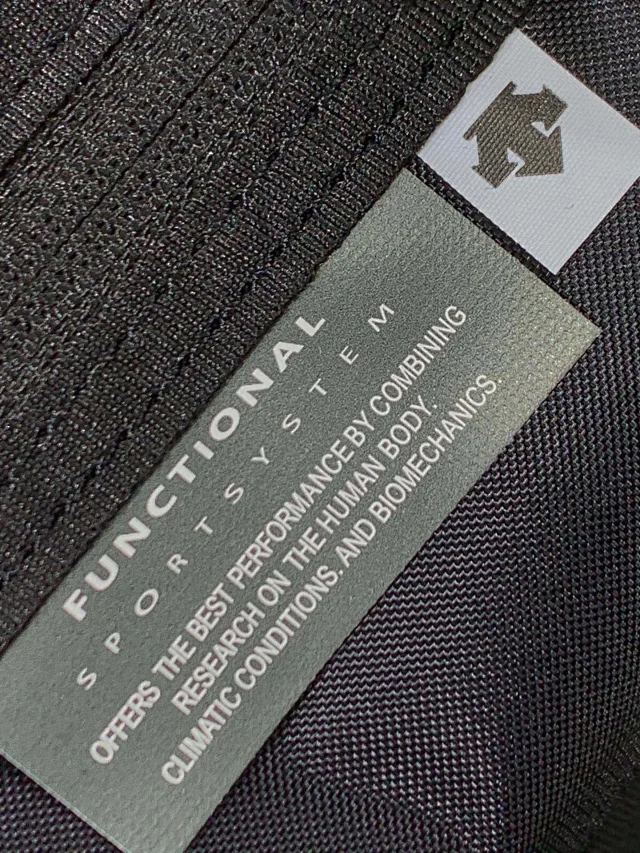 FUNCTIONAL
SPORTSYSTEM
OFFERS THE BEST PERFORMANCE BY COMBINING
RESEARCH ON THE HUMAN BODY.
CLIMATIC CONDITIONS. AND BIOMECHANICS.